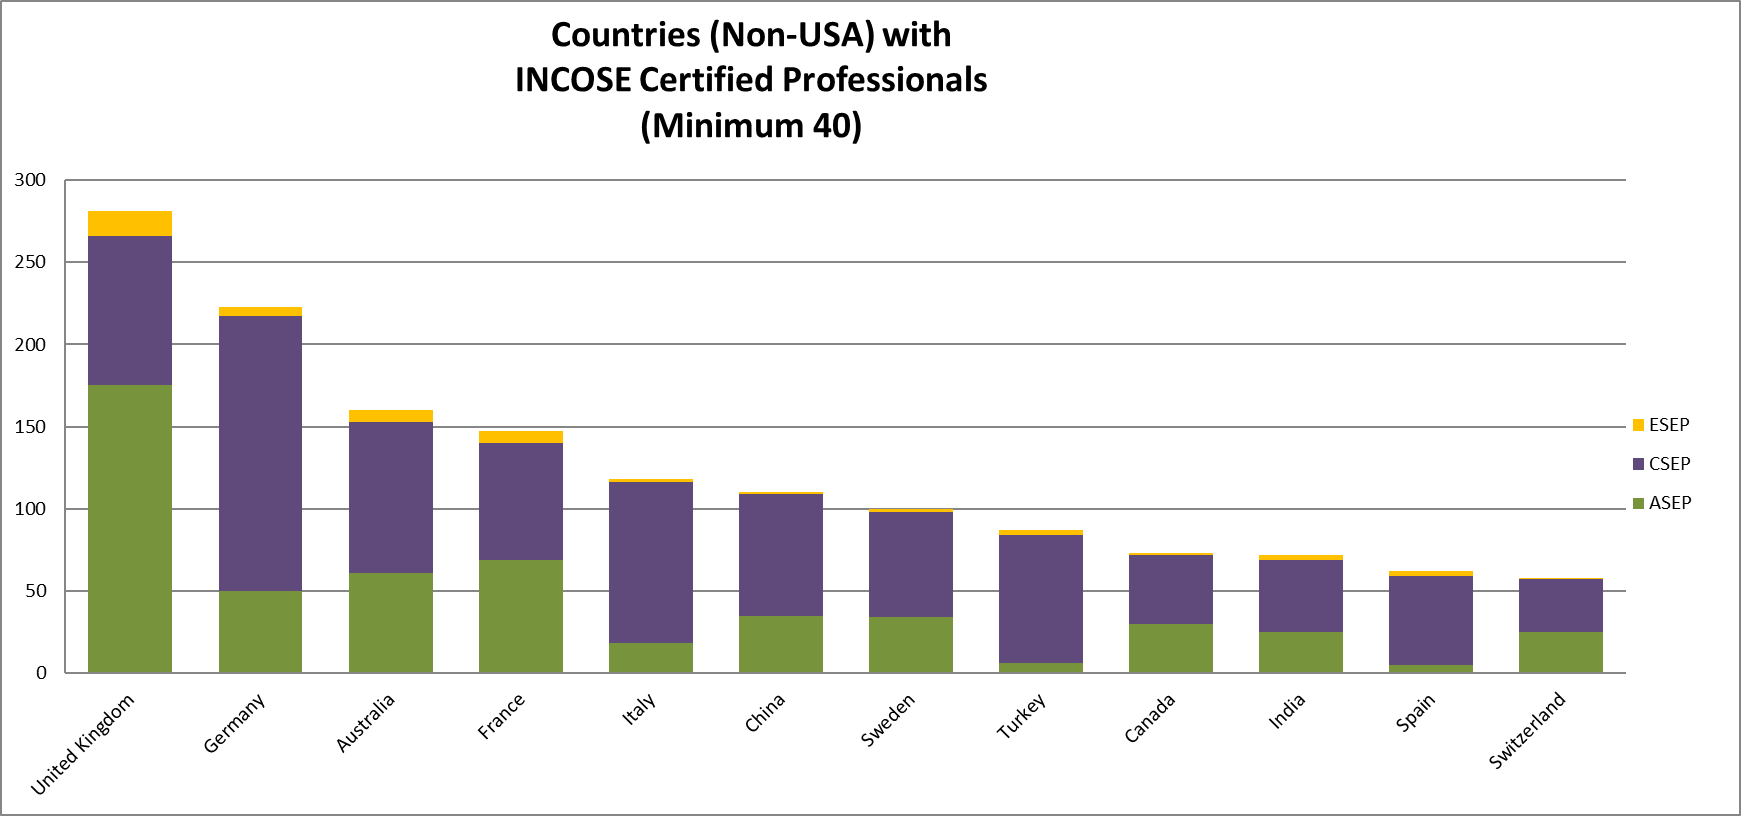 Countries (Non-USA) with
INCOSE Certified Professionals
(Minimum 40)
300
250
200
150
100
50
0
United Kingdom
Germany
Australia
France
Italy
China
Sweden
Turkey
Canada
India
Spain
Switzerland
ESEP
CSEP
ASEP